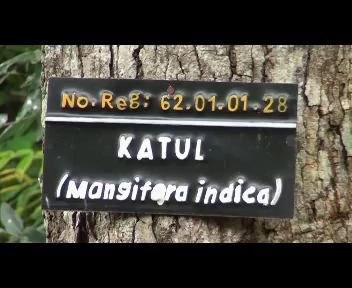 No. Reg: 62.01.01.28
KATUL
(Mangifera indica)